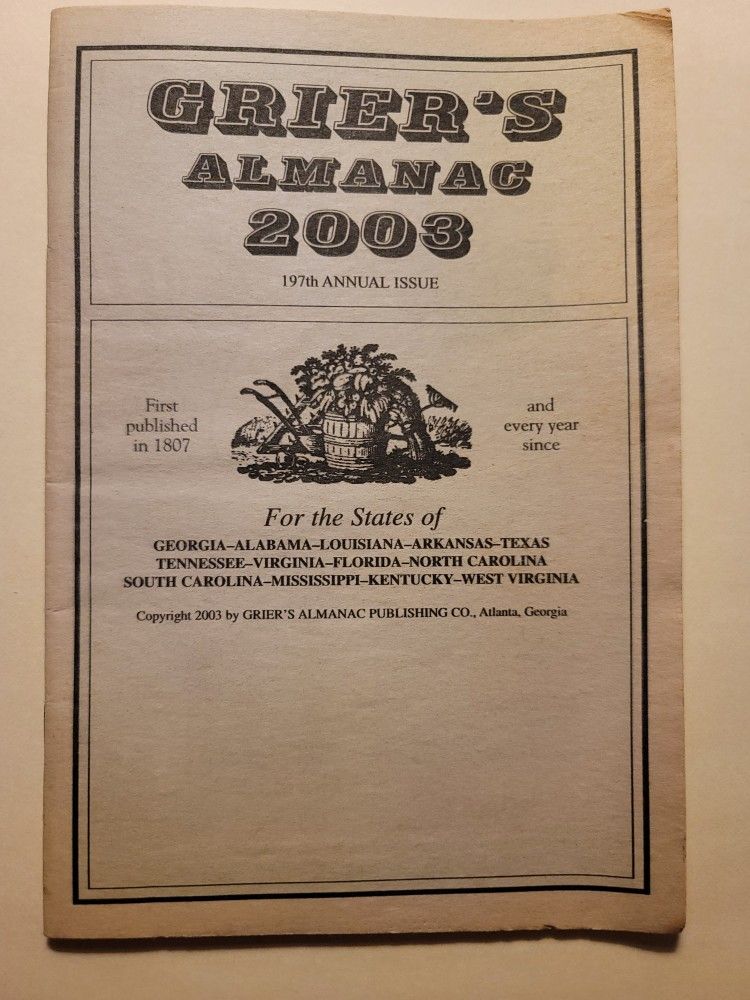 GRIER'S
ALMANAC
2003
197th ANNUAL ISSUE
First
published
in 1807
and
every year
since
For the States of
GEORGIA–ALABAMA–LOUISIANA–ARKANSAS–TEXAS
TENNESSEE–VIRGINIA–FLORIDA–NORTH CAROLINA
SOUTH CAROLINA–MISSISSIPPI–KENTUCKY–WEST VIRGINIA
Copyright 2003 by GRIER'S ALMANAC PUBLISHING CO., Atlanta, Georgia